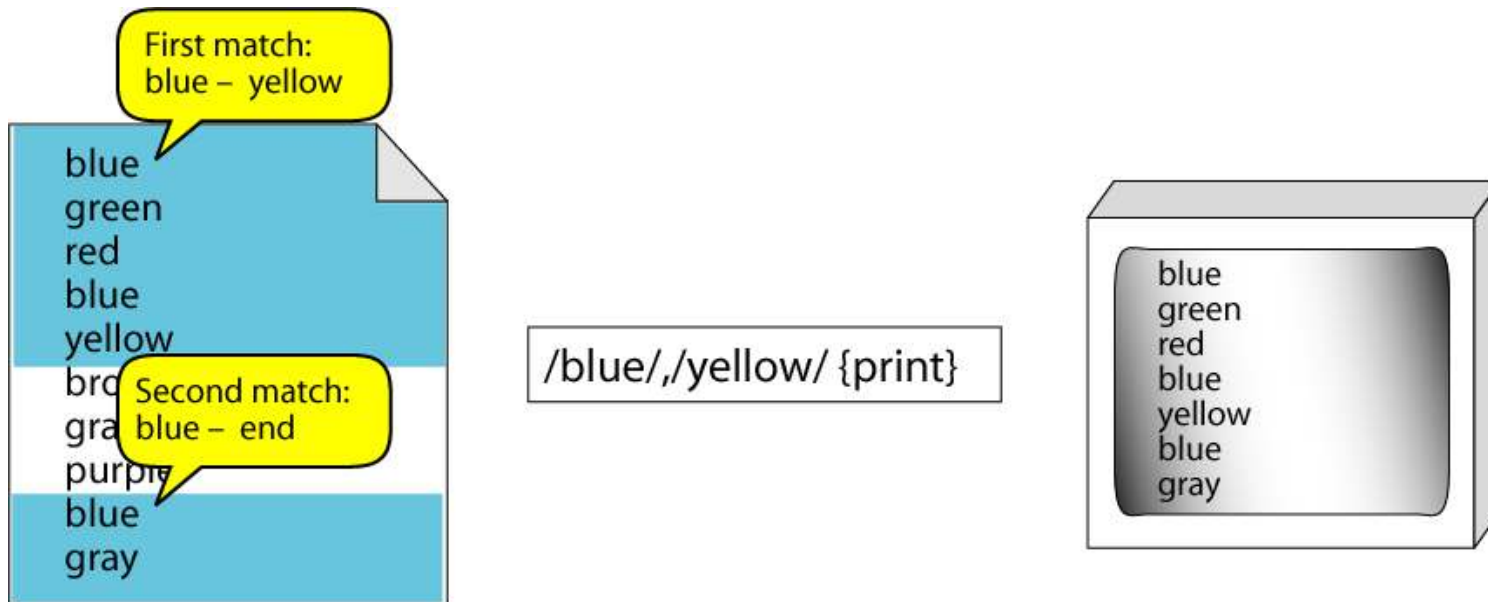 First match:
blue – yellow
blue
green
red
blue
yellow
Second match:
blue – end
purple
blue
gray
/blue/,/yellow/ {print}
blue
green
red
blue
yellow
blue
gray